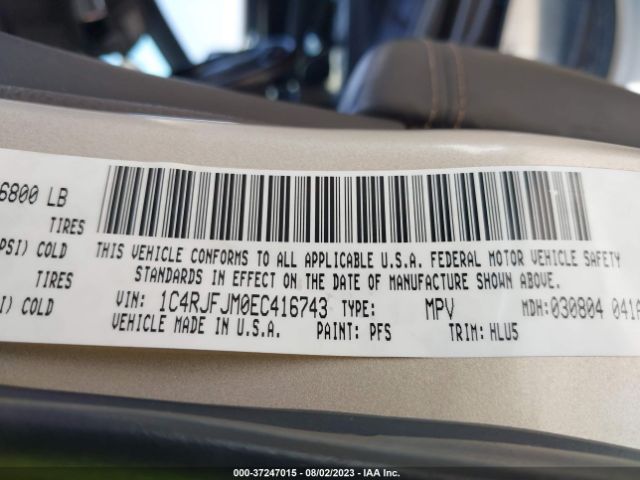 6800 LB
TIRES
PSI) COLD
TIRES
PSI) COLD
THIS VEHICLE CONFORMS TO ALL APPLICABLE U.S.A. FEDERAL MOTOR VEHICLE SAFETY
STANDARDS IN EFFECT ON THE DATE OF MANUFACTURE SHOWN ABOVE.
VIN: 1C4RJFJM0EC416743 TYPE: MPV MDH:030804 041A
VEHICLE MADE IN U.S.A. PAINT: PFS TRIM: HLU5
000-37247015 - 08/02/2023 - IAA Inc.